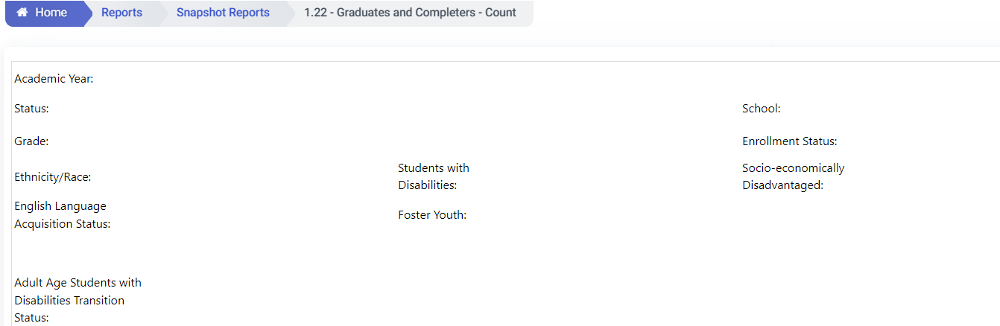 Home Reports Snapshot Reports 1.22 - Graduates and Completers - Count
Academic Year:
Status:
School:
Grade:
Enrollment Status:
Ethnicity/Race:
Students with
Disabilities:
Socio-economically
Disadvantaged:
English Language
Acquisition Status:
Foster Youth:
Adult Age Students with
Disabilities Transition
Status: